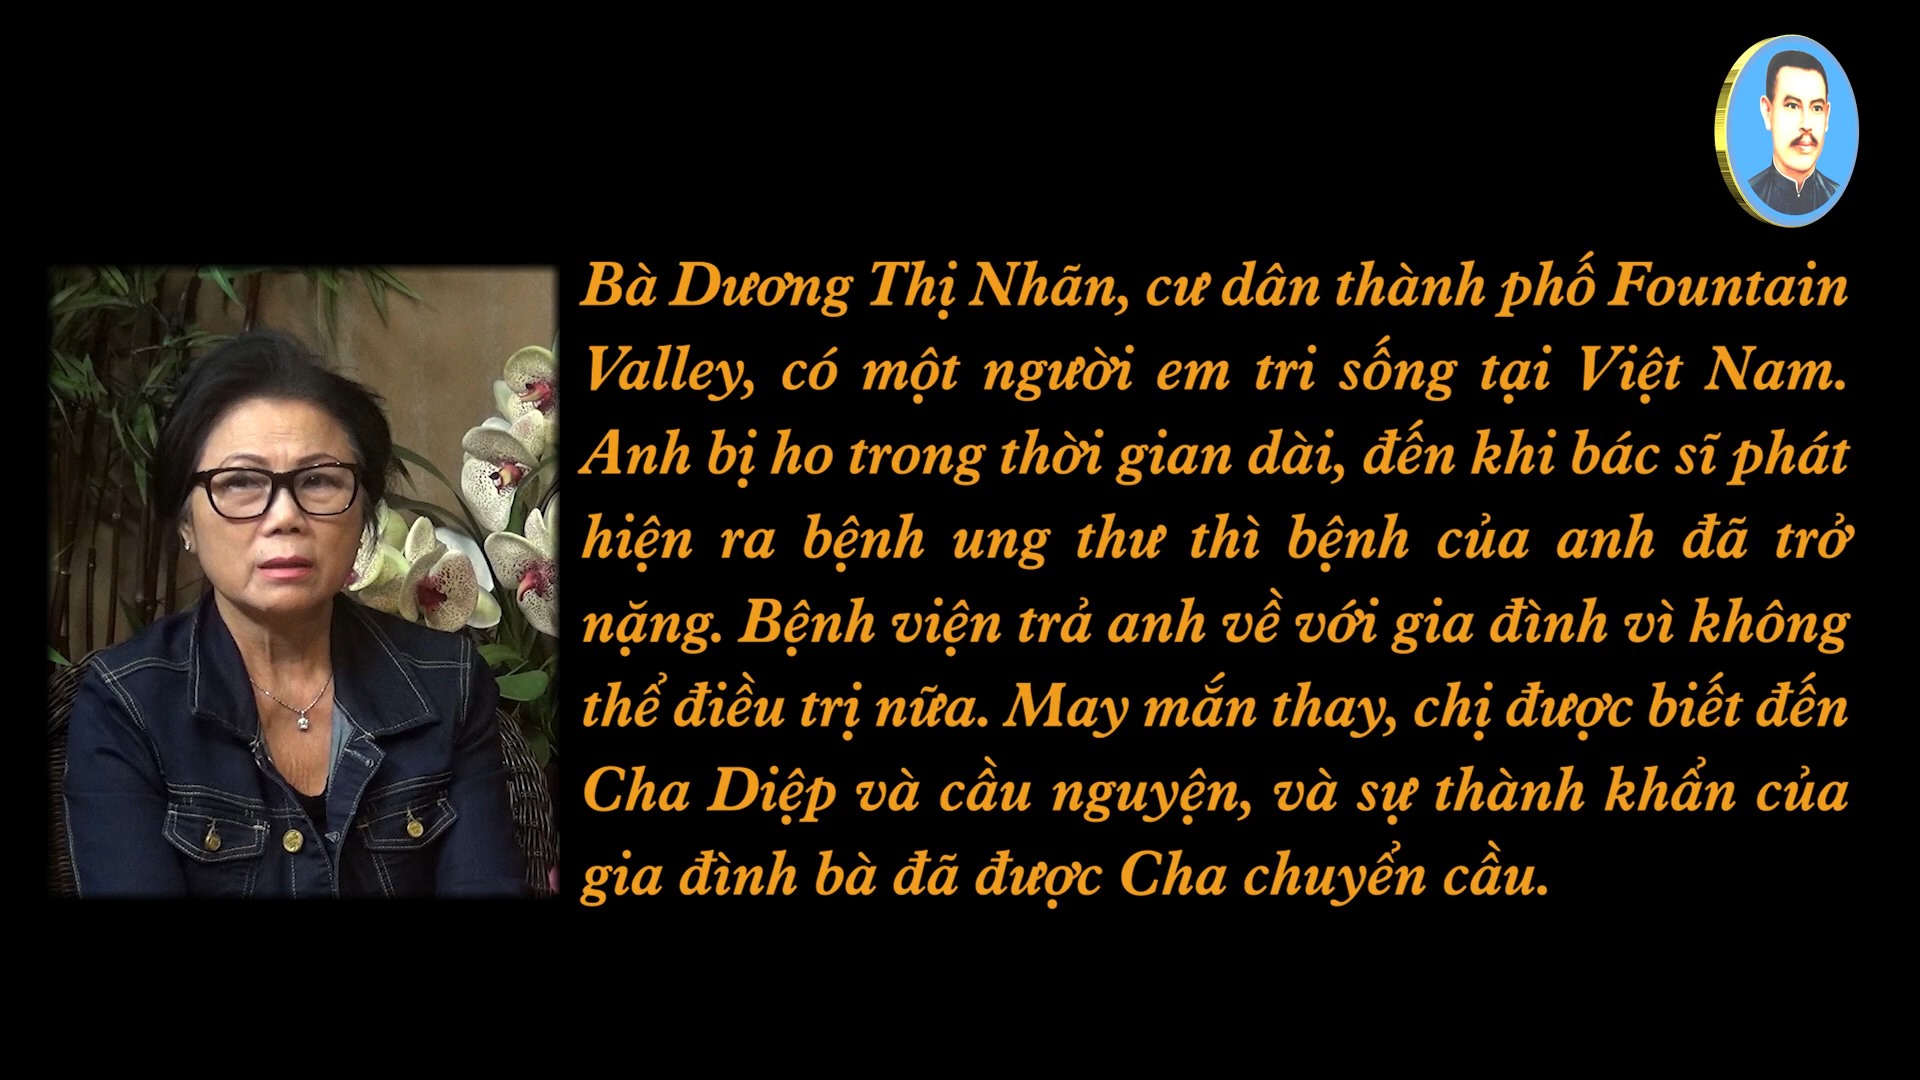 Bà Dương Thị Nhãn, cư dân thành phố Fountain
Valley, có một người em tri sống tại Việt Nam.
Anh bị ho trong thời gian dài, đến khi bác sĩ phát
hiện ra bệnh ung thư thì bệnh của anh đã trở
nặng. Bệnh viện trả anh về với gia đình vì không
thể điều trị nữa. May mắn thay, chị được biết đến
Cha Diệp và cầu nguyện, và sự thành khẩn của
gia đình bà đã được Cha chuyển cầu.